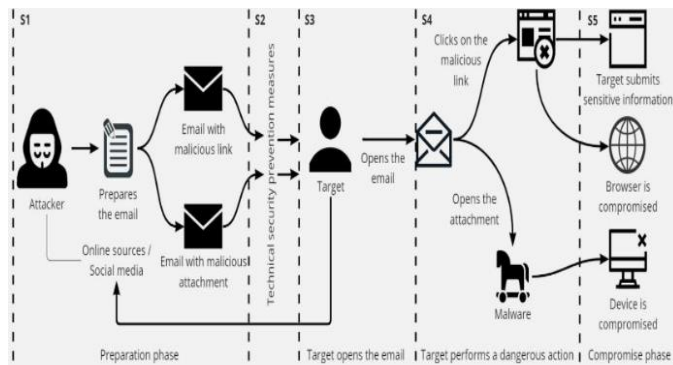 S1
S2
S3
S4
S5
Attacker
Prepares
the email
Email with
malicious link
Email with malicious
attachment
Online sources /
Social media
Technical security prevention measures
Target
Opens the
email
Clicks on the
malicious
link
Opens the
attachment
Malware
Target submits
sensitive information
Browser is
compromised
Device is
compromised
Preparation phase
Target opens the email
Target performs a dangerous action
Compromise phase